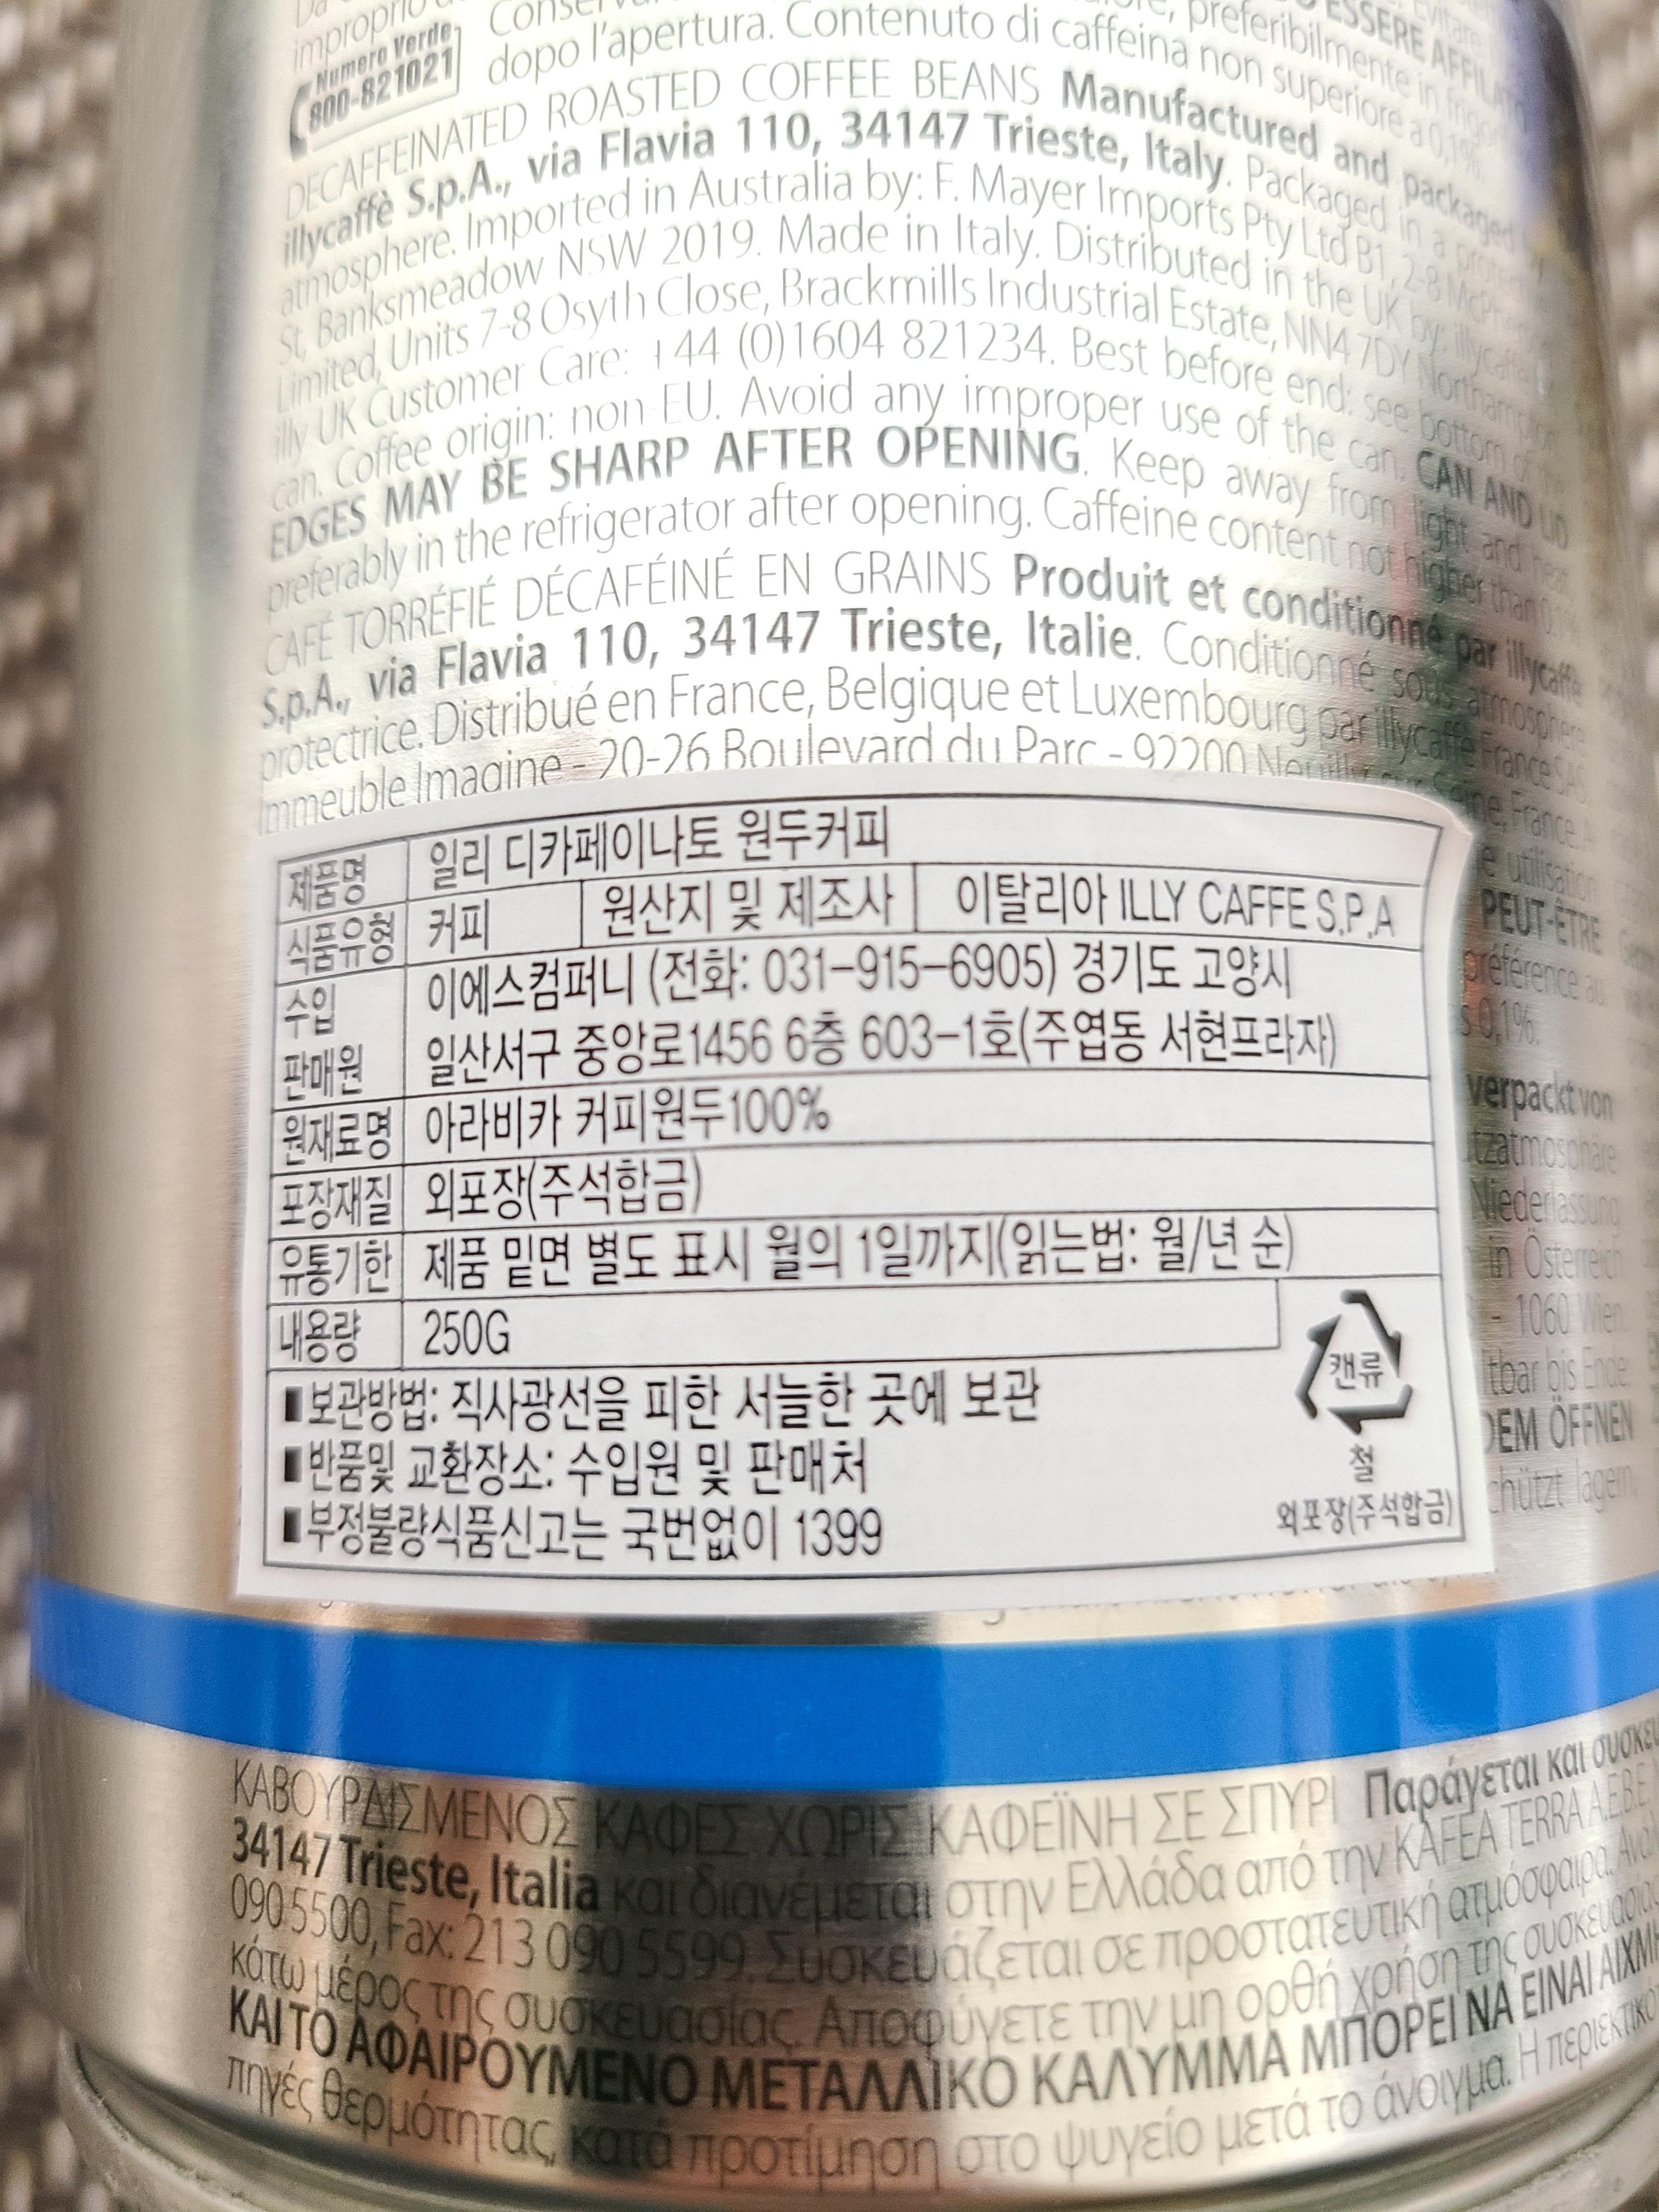 improprio
Numero Verde
800-821021
dopo l'apertura. Contenuto di caffeina non superiore a 0,1%.
preferibilmente in frigo
ESSERE AFFILAT
DECAFFEINATED ROASTED COFFEE BEANS Manufactured and packaged
illycaffè S.p.A., via Flavia 110, 34147 Trieste, Italy. Packaged in a
atmosphere. Imported in Australia by: F. Mayer Imports Pty Ltd B1, 2-8
St, Banksmeadow NSW 2019. Made in Italy. Distributed in the UK by: illycaffè
Limited, Units 7-8 Osyth Close, Brackmills Industrial Estate, NN4 7DY Northampton
illy UK Customer Care: +44 (0)1604 821234. Best before end: see bottom of the
can. Coffee origin: non-EU. Avoid any improper use of the can. CAN AND LID
EDGES MAY BE SHARP AFTER OPENING. Keep away from light and heat
preferably in the refrigerator after opening. Caffeine content not higher than
CAFÉ TORRÉFIÉ DÉCAFÉINÉ EN GRAINS Produit et conditionné par illycaffè
S.p.A., via Flavia 110, 34147 Trieste, Italie. Conditionné sous atmosphère
protectrice. Distribué en France, Belgique et Luxembourg par illycaffè France SAS
Immeuble Imagine - 20-26 Boulevard du Parc - 92200 Neuilly sur Seine, France.
제품명 일리 디카페이나토 원두커피
식품유형 커피 원산지 및 제조사 이탈리아 ILLY CAFFE S.P.A
수입 이에스컴퍼니 (전화: 031-915-6905) 경기도 고양시
판매원 일산서구 중앙로1456 6층 603-1호(주엽동 서현프라자)
원재료명 아라비카 커피원두100%
포장재질 외포장(주석합금)
유통기한 제품 밑면 별도 표시 월의 1일까지(읽는법: 월/년 순)
내용량 250G
■보관방법: 직사광선을 피한 서늘한 곳에 보관
■반품및 교환장소: 수입원 및 판매처
■부정불량식품신고는 국번없이 1399
캔류
철
외포장(주석합금)
utilisation
PEUT-ÊTRE
préférence au
0,1%.
verpackt von
Niederlassung
in Österreich
- 1060 Wien
bis Ende
DEM ÖFFNEN
lagern
ΚΑΒΟΥΡΔΙΣΜΕΝΟΣ ΚΑΦΕΣ ΧΩΡΙΣ ΚΑΦΕΪΝΗ ΣΕ ΣΠΥΡΙ Παράγεται και συσκευ
34147 Trieste, Italia και διανέμεται στην Ελλάδα από την KAFEA TERRA A.E.B.E
090 5500, Fax: 213 090 5599. Συσκευάζεται σε προστατευτική ατμόσφαιρα.
κάτω μέρος της συσκευασίας. Αποφύγετε την μη ορθή χρήση της συσκευασίας
ΚΑΙ ΤΟ ΑΦΑΙΡΟΥΜΕΝΟ ΜΕΤΑΛΛΙΚΟ ΚΑΛΥΜΜΑ ΜΠΟΡΕΙ ΝΑ ΕΙΝΑΙ ΑΙΧΜΗ
πηγές θερμότητας, κατά προτίμηση στο ψυγείο μετά το άνοιγμα. Η περιεκτικό